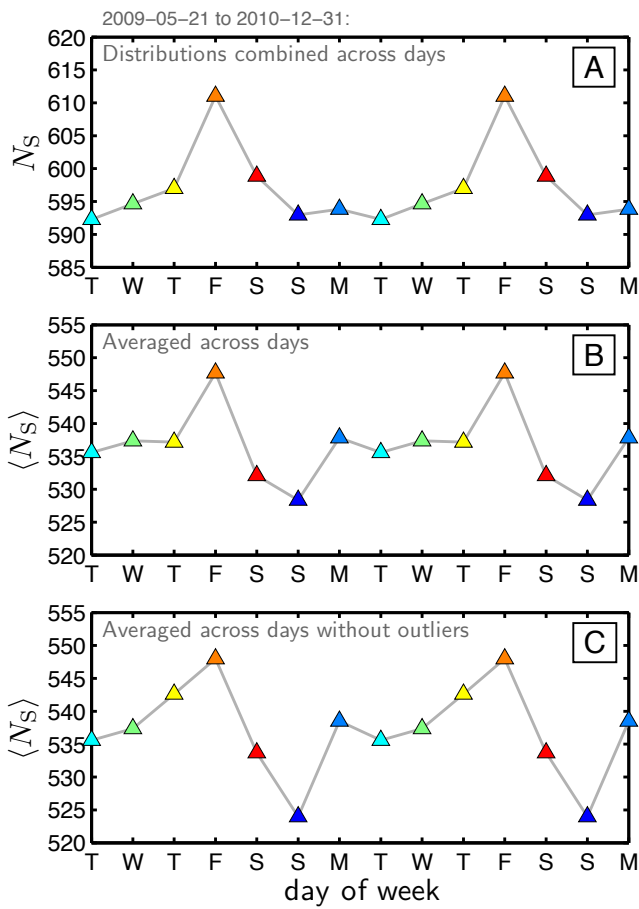 2009–05–21 to 2010–12–31:
Distributions combined across days
A
N_S
620
615
610
605
600
595
590
585
T W T F S S M T W T F S S M
Averaged across days
B
⟨N_S⟩
555
550
545
540
535
530
525
520
T W T F S S M T W T F S S M
Averaged across days without outliers
C
⟨N_S⟩
555
550
545
540
535
530
525
520
T W T F S S M T W T F S S M
day of week